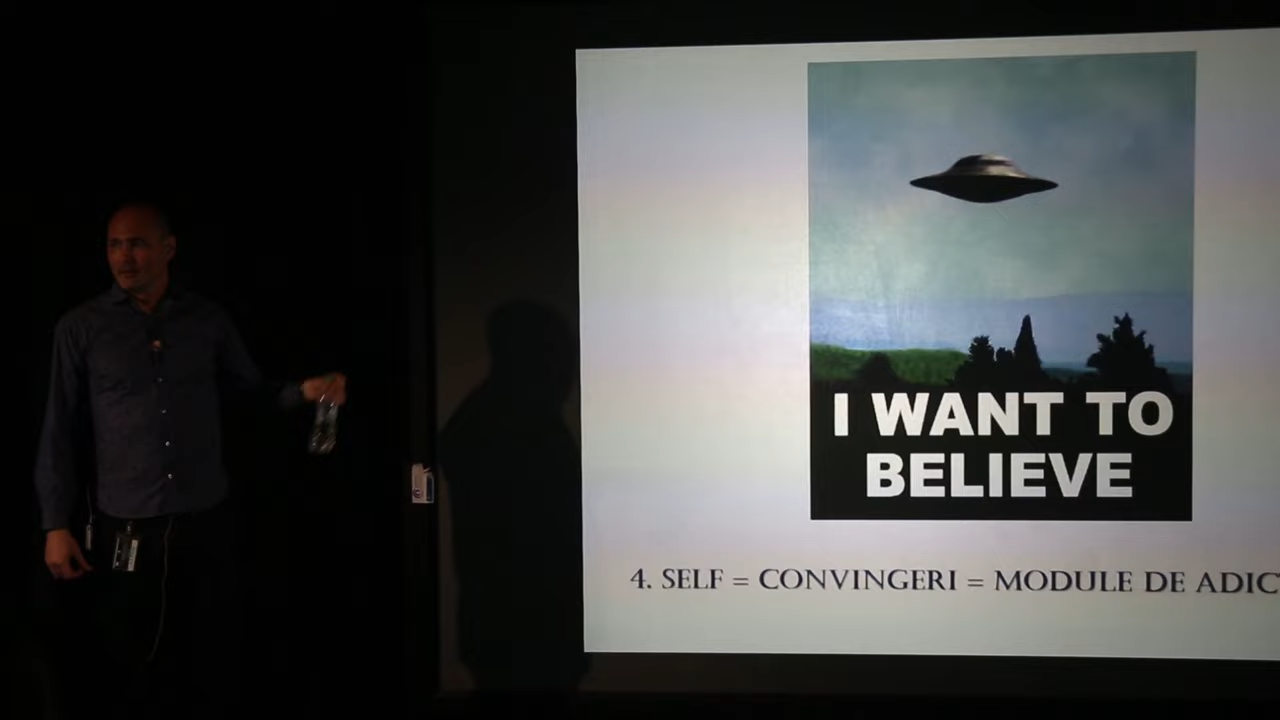 I WANT TO
BELIEVE
4. SELF = CONVINGERI = MODULE DE ADIC